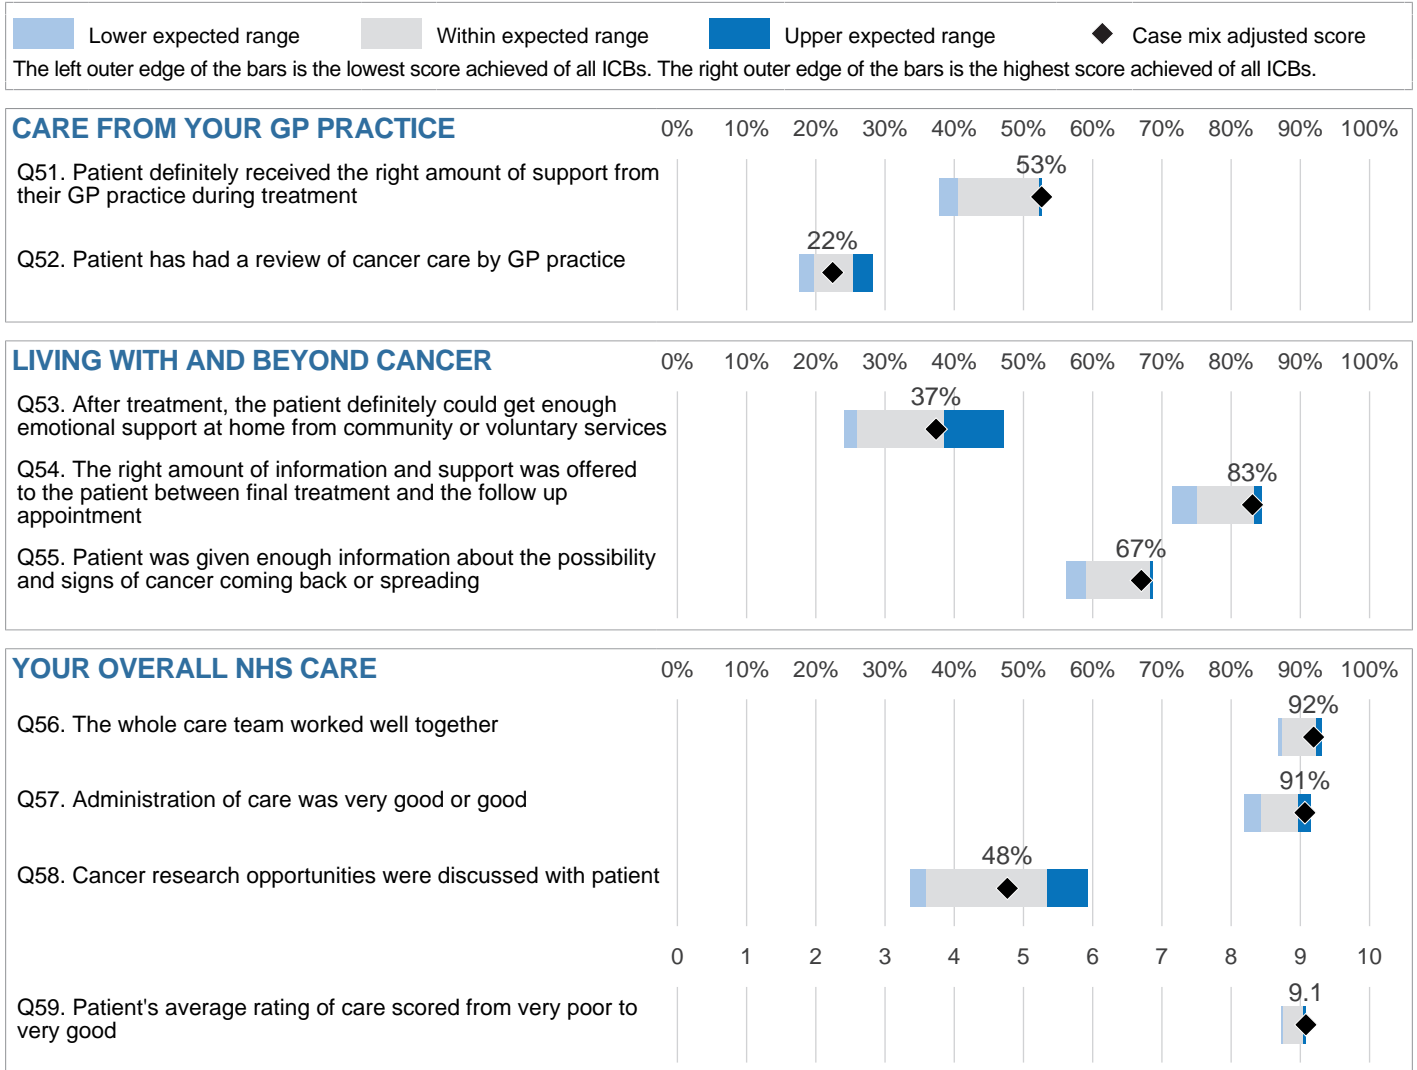 Lower expected range Within expected range Upper expected range Case mix adjusted score
The left outer edge of the bars is the lowest score achieved of all ICBs. The right outer edge of the bars is the highest score achieved of all ICBs.
CARE FROM YOUR GP PRACTICE 0% 10% 20% 30% 40% 50% 60% 70% 80% 90% 100%
53%
Q51. Patient definitely received the right amount of support from
their GP practice during treatment
22%
Q52. Patient has had a review of cancer care by GP practice
LIVING WITH AND BEYOND CANCER 0% 10% 20% 30% 40% 50% 60% 70% 80% 90% 100%
37%
Q53. After treatment, the patient definitely could get enough
emotional support at home from community or voluntary services
83%
Q54. The right amount of information and support was offered
to the patient between final treatment and the follow up
appointment
67%
Q55. Patient was given enough information about the possibility
and signs of cancer coming back or spreading
YOUR OVERALL NHS CARE 0% 10% 20% 30% 40% 50% 60% 70% 80% 90% 100%
92%
Q56. The whole care team worked well together
91%
Q57. Administration of care was very good or good
48%
Q58. Cancer research opportunities were discussed with patient
0 1 2 3 4 5 6 7 8 9 10
9.1
Q59. Patient's average rating of care scored from very poor to
very good